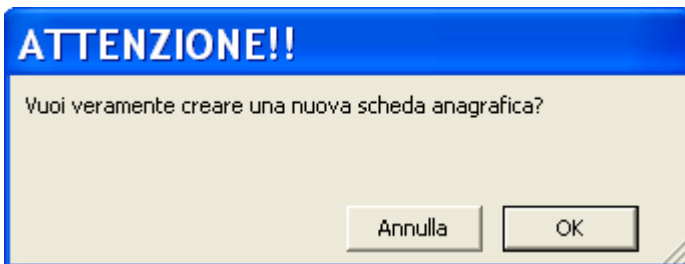 ATTENZIONE!!
Vuoi veramente creare una nuova scheda anagrafica?
Annulla
OK